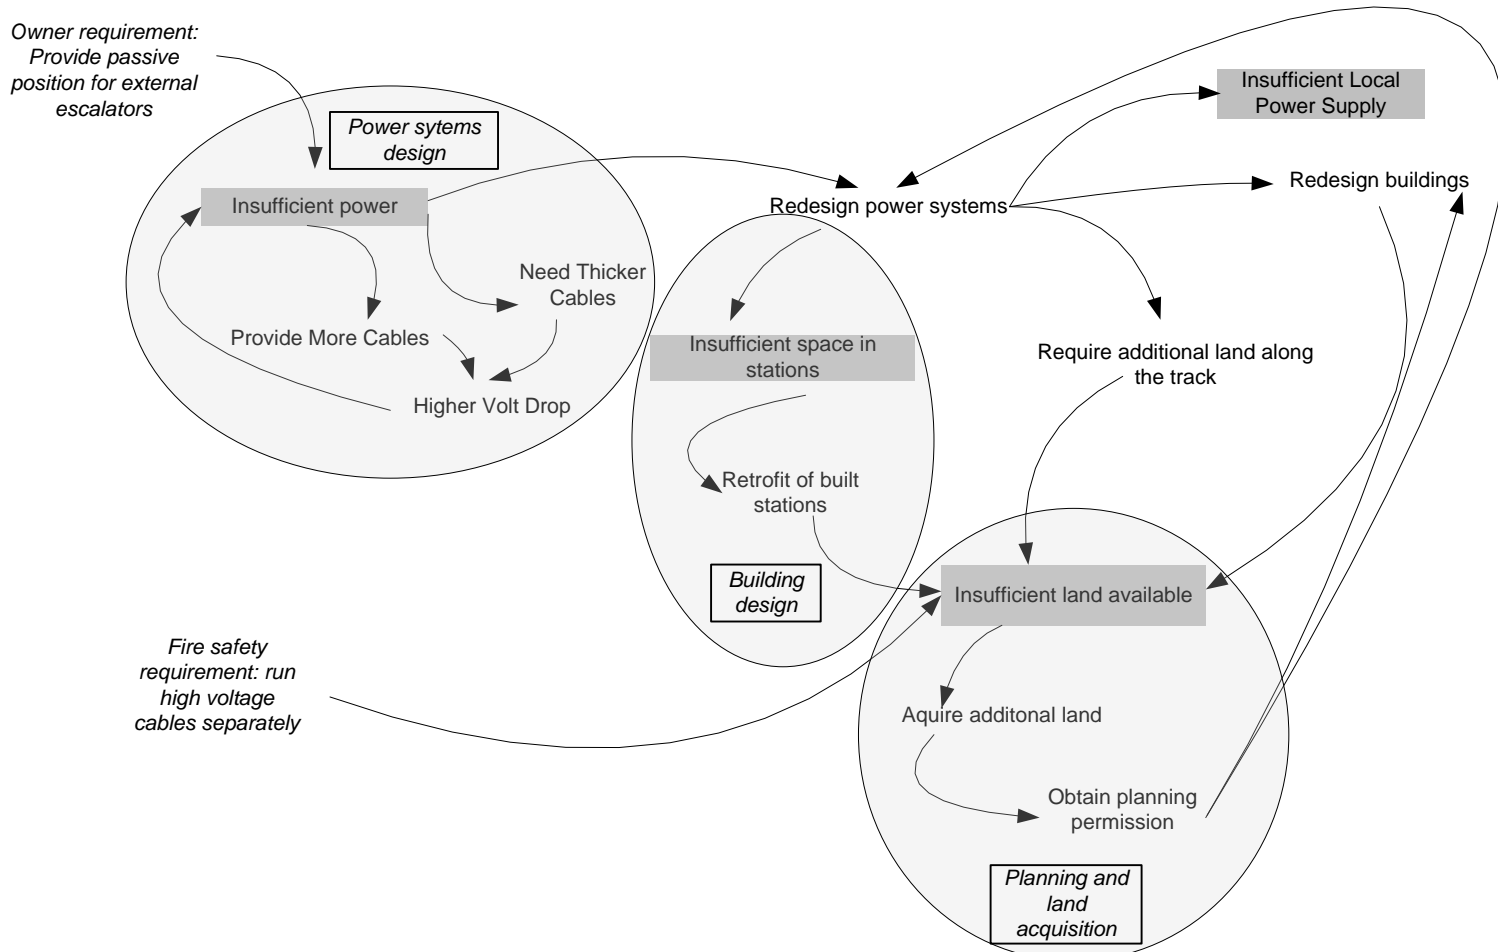 Owner requirement:
Provide passive
position for external
escalators
Power sytems
design
Insufficient Local
Power Supply
Insufficient power
Redesign power systems
Redesign buildings
Need Thicker
Cables
Provide More Cables
Higher Volt Drop
Insufficient space in
stations
Require additional land along
the track
Retrofit of built
stations
Building
design
Insufficient land available
Fire safety
requirement: run
high voltage
cables separately
Aquire additonal land
Obtain planning
permission
Planning and
land
acquisition